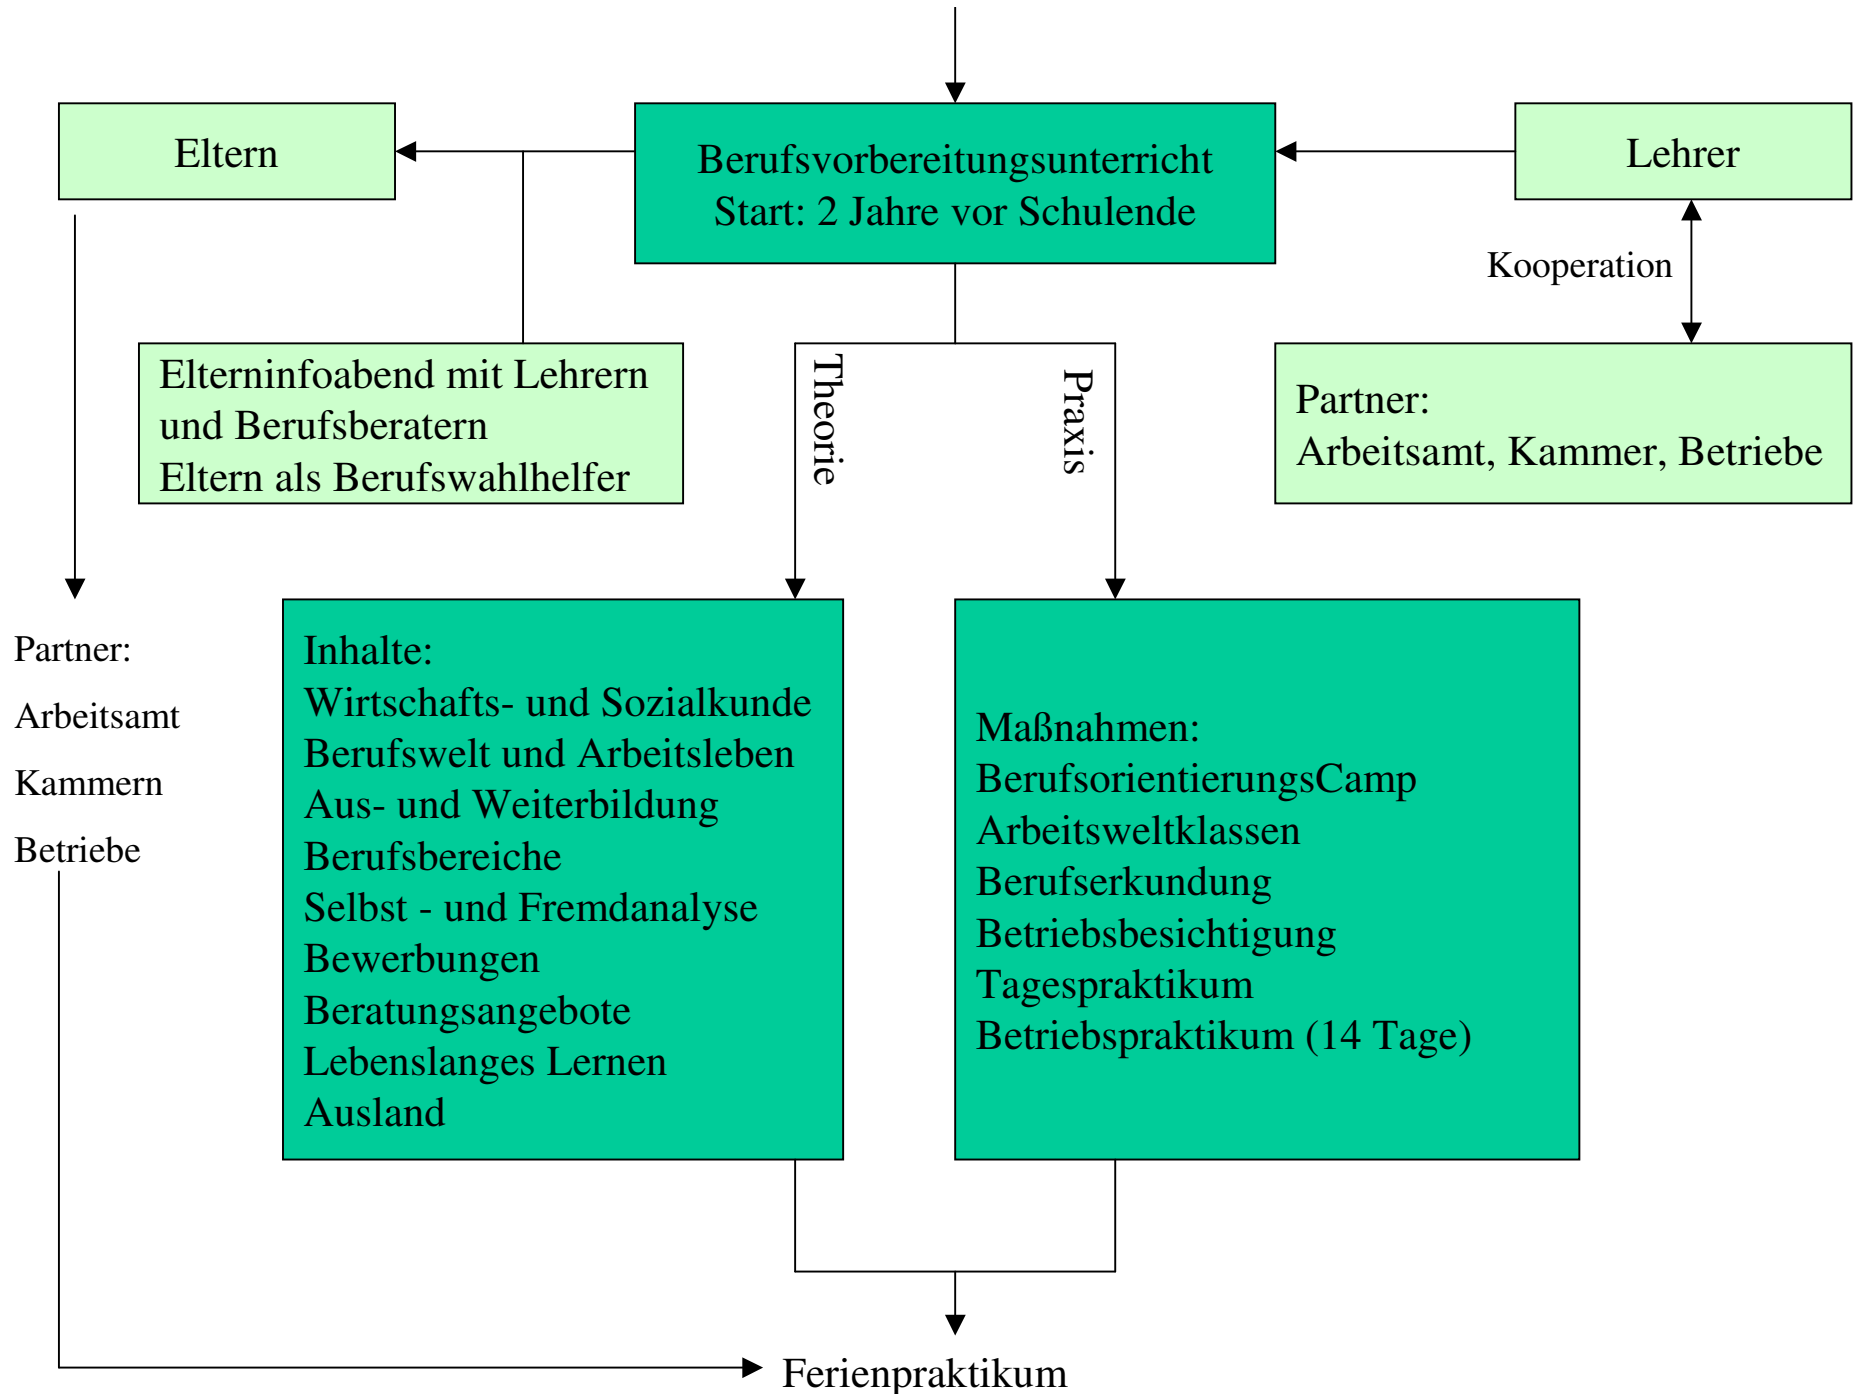 Eltern
Berufsvorbereitungsunterricht
Start: 2 Jahre vor Schulende
Lehrer
Kooperation
Elterninfoabend mit Lehrern
und Berufsberatern
Eltern als Berufswahlhelfer
Theorie
Praxis
Partner:
Arbeitsamt, Kammer, Betriebe
Partner:
Arbeitsamt
Kammern
Betriebe
Inhalte:
Wirtschafts- und Sozialkunde
Berufswelt und Arbeitsleben
Aus- und Weiterbildung
Berufsbereiche
Selbst - und Fremdanalyse
Bewerbungen
Beratungsangebote
Lebenslanges Lernen
Ausland
Maßnahmen:
BerufsorientierungsCamp
Arbeitsweltklassen
Berufserkundung
Betriebsbesichtigung
Tagespraktikum
Betriebspraktikum (14 Tage)
Ferienpraktikum